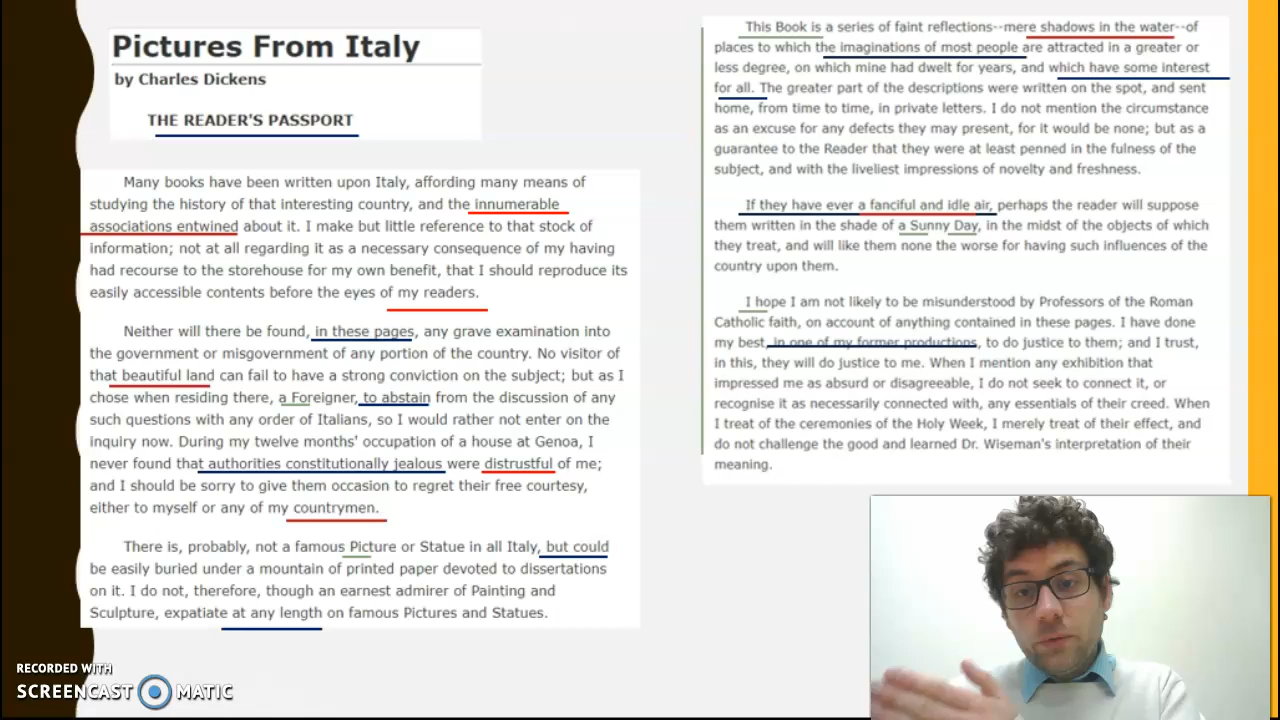 Pictures From Italy
by Charles Dickens
THE READER'S PASSPORT
Many books have been written upon Italy, affording many means of
studying the history of that interesting country, and the innumerable
associations entwined about it. I make but little reference to that stock of
information; not at all regarding it as a necessary consequence of my having
had recourse to the storehouse for my own benefit, that I should reproduce its
easily accessible contents before the eyes of my readers.
Neither will there be found, in these pages, any grave examination into
the government or misgovernment of any portion of the country. No visitor of
that beautiful land can fail to have a strong conviction on the subject; but as I
chose when residing there, a Foreigner, to abstain from the discussion of any
such questions with any order of Italians, so I would rather not enter on the
inquiry now. During my twelve months' occupation of a house at Genoa, I
never found that authorities constitutionally jealous were distrustful of me;
and I should be sorry to give them occasion to regret their free courtesy,
either to myself or any of my countrymen.
There is, probably, not a famous Picture or Statue in all Italy, but could
be easily buried under a mountain of printed paper devoted to dissertations
on it. I do not, therefore, though an earnest admirer of Painting and
Sculpture, expatiate at any length on famous Pictures and Statues.
This Book is a series of faint reflections--mere shadows in the water--of
places to which the imaginations of most people are attracted in a greater or
less degree, on which mine had dwelt for years, and which have some interest
for all. The greater part of the descriptions were written on the spot, and sent
home, from time to time, in private letters. I do not mention the circumstance
as an excuse for any defects they may present, for it would be none; but as a
guarantee to the Reader that they were at least penned in the fulness of the
subject, and with the liveliest impressions of novelty and freshness.
If they have ever a fanciful and idle air, perhaps the reader will suppose
them written in the shade of a Sunny Day, in the midst of the objects of which
they treat, and will like them none the worse for having such influences of the
country upon them.
I hope I am not likely to be misunderstood by Professors of the Roman
Catholic faith, on account of anything contained in these pages. I have done
my best, in one of my former productions, to do justice to them; and I trust,
in this, they will do justice to me. When I mention any exhibition that
impressed me as absurd or disagreeable, I do not seek to connect it, or
recognise it as necessarily connected with, any essentials of their creed. When
I treat of the ceremonies of the Holy Week, I merely treat of their effect, and
do not challenge the good and learned Dr. Wiseman's interpretation of their
meaning.
RECORDED WITH
SCREENCAST MATIC